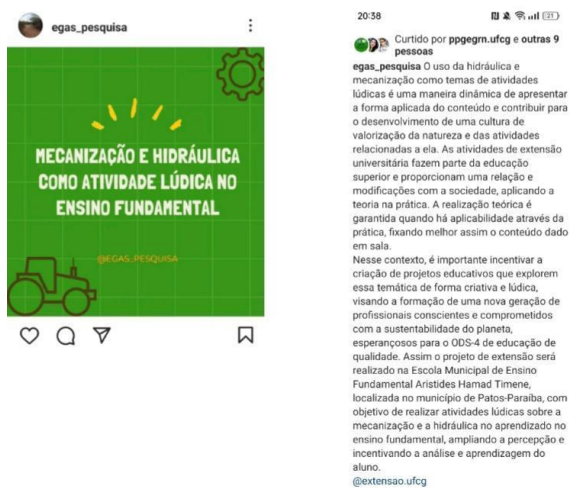 egas_pesquisa
MECANIZAÇÃO E HIDRÁULICA
COMO ATIVIDADE LÚDICA NO
ENSINO FUNDAMENTAL
@EGAS_PESQUISA
20:38
21
Curtido por ppgegrn.ufcg e outras 9
pessoas
egas_pesquisa O uso da hidráulica e
mecanização como temas de atividades
lúdicas é uma maneira dinâmica de apresentar
a forma aplicada do conteúdo e contribuir para
o desenvolvimento de uma cultura de
valorização da natureza e das atividades
relacionadas a ela. As atividades de extensão
universitária fazem parte da educação
superior e proporcionam uma relação e
modificações com a sociedade, aplicando a
teoria na prática. A realização teórica é
garantida quando há aplicabilidade através da
prática, fixando melhor assim o conteúdo dado
em sala.
Nesse contexto, é importante incentivar a
criação de projetos educativos que explorem
essa temática de forma criativa e lúdica,
visando a formação de uma nova geração de
profissionais conscientes e comprometidos
com a sustentabilidade do planeta,
esperançosos para o ODS-4 de educação de
qualidade. Assim o projeto de extensão será
realizado na Escola Municipal de Ensino
Fundamental Aristides Hamad Timene,
localizada no município de Patos-Paraíba, com
objetivo de realizar atividades lúdicas sobre a
mecanização e a hidráulica no aprendizado no
ensino fundamental, ampliando a percepção e
incentivando a análise e aprendizagem do
aluno.
@extensao.ufcg